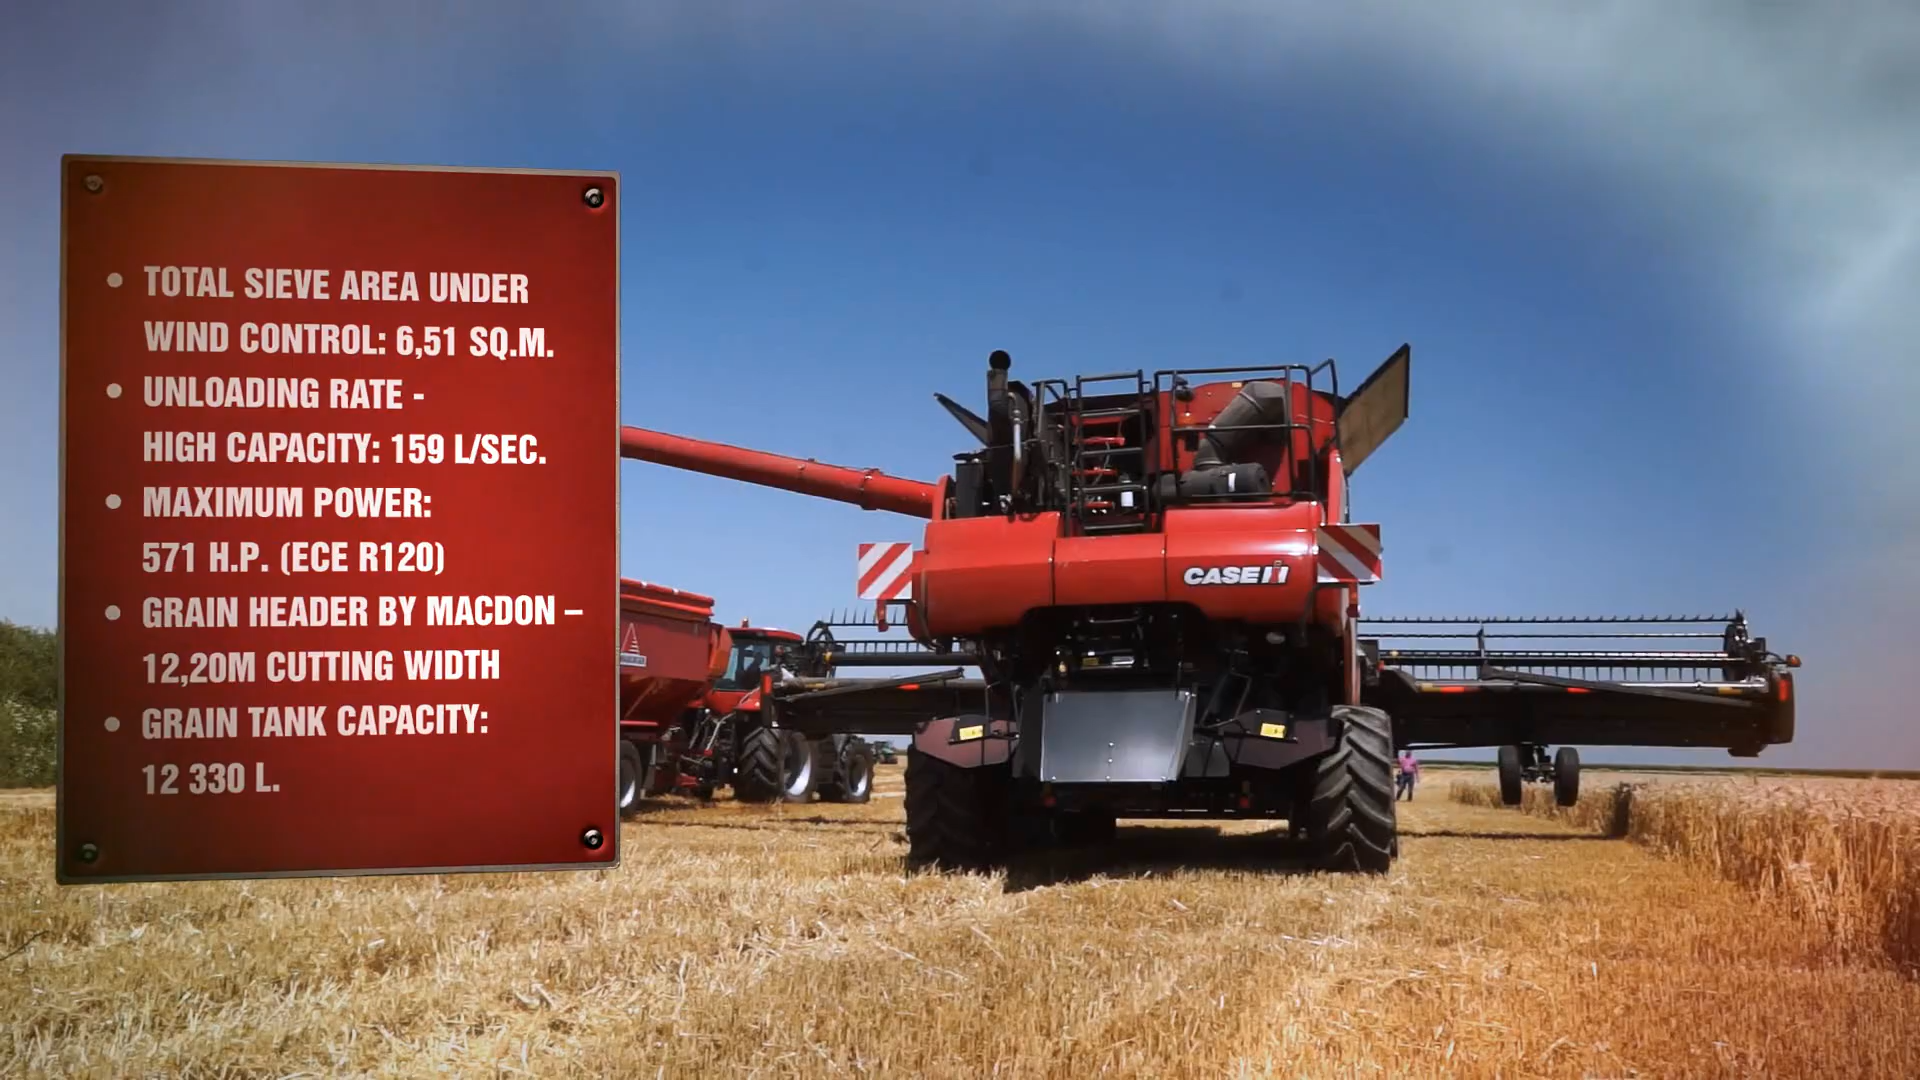 • TOTAL SIEVE AREA UNDER
WIND CONTROL: 6,51 SQ.M.
• UNLOADING RATE -
HIGH CAPACITY: 159 L/SEC.
• MAXIMUM POWER:
571 H.P. (ECE R120)
• GRAIN HEADER BY MACDON –
12,20M CUTTING WIDTH
• GRAIN TANK CAPACITY:
12 330 L.
CASE IH